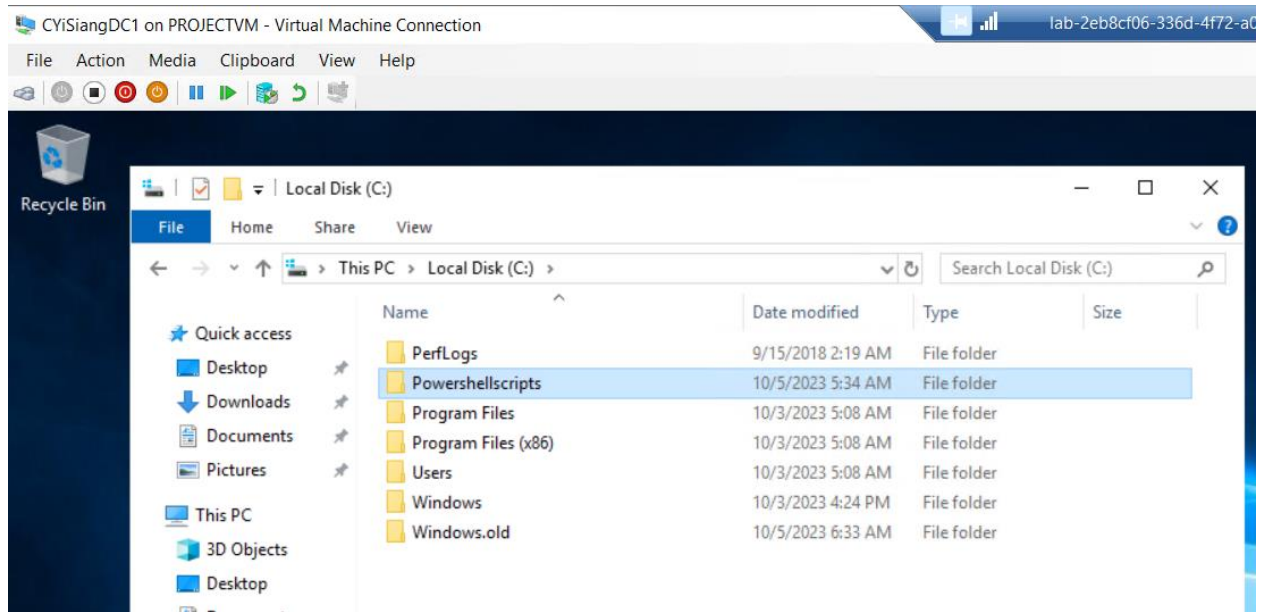 CYiSiangDC1 on PROJECTVM - Virtual Machine Connection
lab-2eb8cf06-336d-4f72-a0
File Action Media Clipboard View Help
Recycle Bin
Local Disk (C:)
File Home Share View
This PC > Local Disk (C:) >
Search Local Disk (C:)
Name Date modified Type Size
Quick access
Desktop
Downloads
Documents
Pictures
This PC
3D Objects
Desktop
PerfLogs 9/15/2018 2:19 AM File folder
Powershellscripts 10/5/2023 5:34 AM File folder
Program Files 10/3/2023 5:08 AM File folder
Program Files (x86) 10/3/2023 5:08 AM File folder
Users 10/3/2023 5:08 AM File folder
Windows 10/3/2023 4:24 PM File folder
Windows.old 10/5/2023 6:33 AM File folder